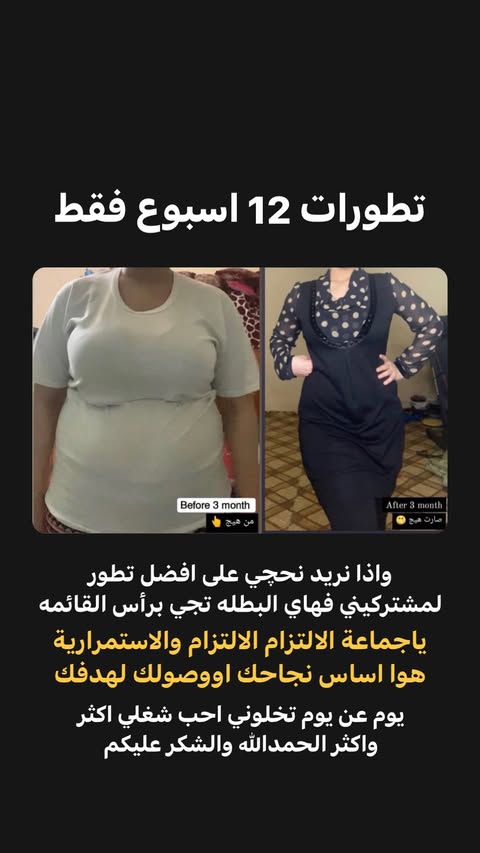 تطورات 12 اسبوع فقط
Before 3 month
من هيج 👆
After 3 month
صارت هيج 😶
واذا نريد نحچي على افضل تطور
لمشتركيني فهاي البطله تجي برأس القائمه
ياجماعة الالتزام الالتزام والاستمرارية
هوا اساس نجاحك اووصولك لهدفك
يوم عن يوم تخلوني احب شغلي اكثر
واكثر الحمدالله والشكر عليكم